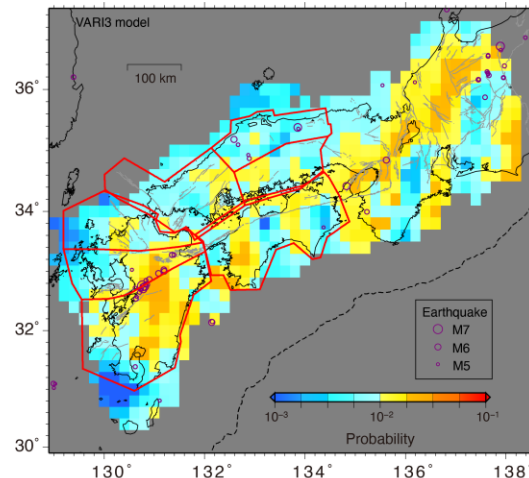 VARI3 model
100 km
36°
34°
32°
30°
Earthquake
M7
M6
M5
10⁻³ 10⁻² 10⁻¹
Probability
130° 132° 134° 136° 138°